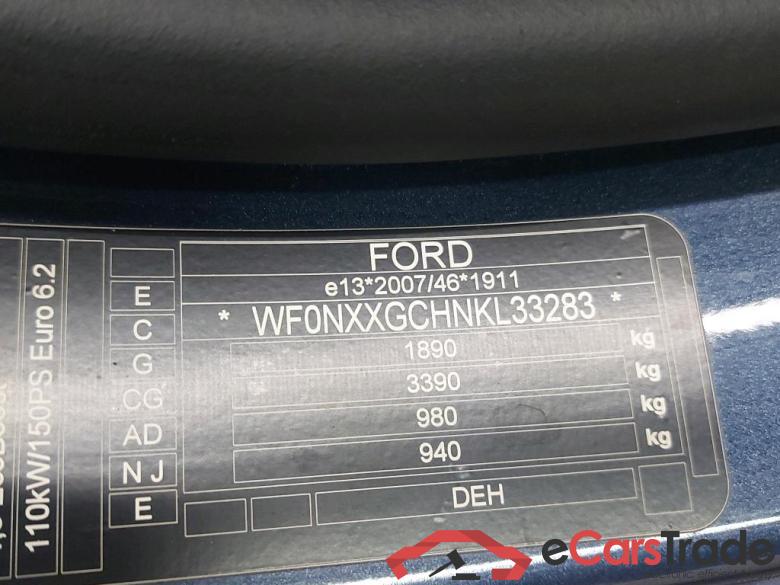 FORD
e13*2007/46*1911
* WF0NXXGCHNKL33283 *
1890 kg
3390 kg
980 kg
940 kg
DEH
E
C
G
CG
AD
N J
E
110kW/150PS Euro 6.2
eCarsTrade